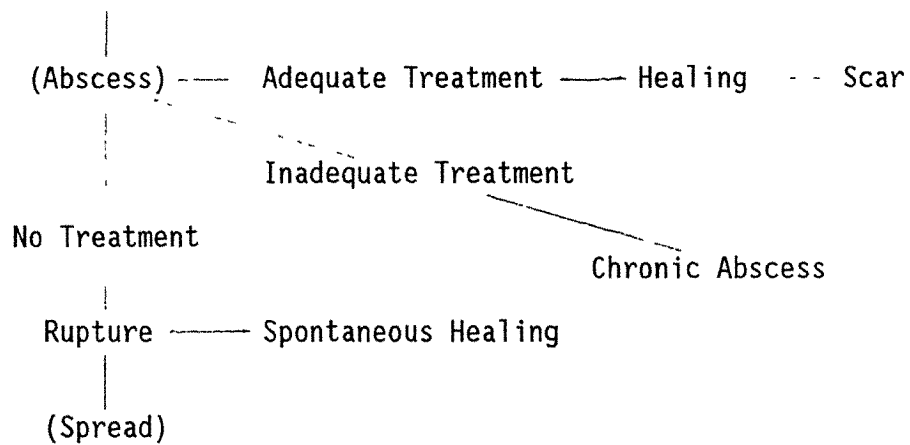 (Abscess) Adequate Treatment Healing Scar
Inadequate Treatment
No Treatment
Chronic Abscess
Rupture Spontaneous Healing
(Spread)